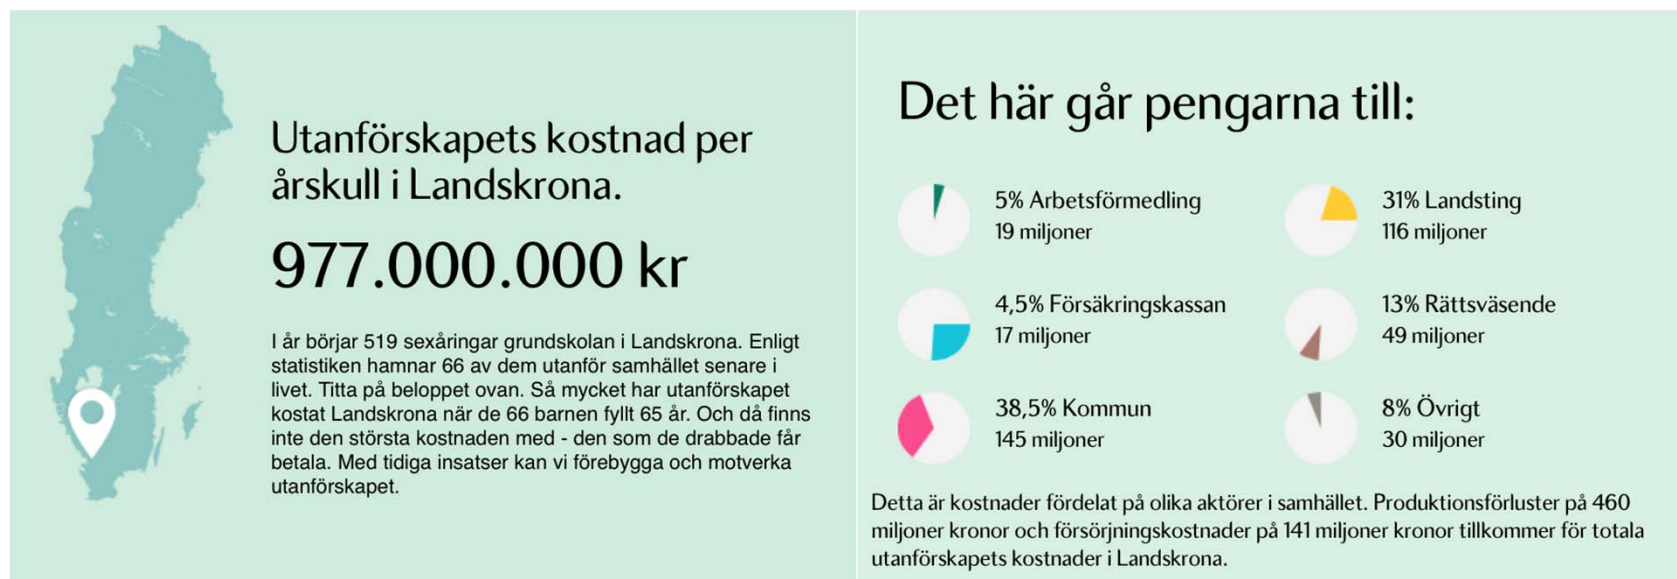 Utanförskapets kostnad per
årskull i Landskrona.
977.000.000 kr
I år börjar 519 sexåringar grundskolan i Landskrona. Enligt
statistiken hamnar 66 av dem utanför samhället senare i
livet. Titta på beloppet ovan. Så mycket har utanförskapet
kostat Landskrona när de 66 barnen fyllt 65 år. Och då finns
inte den största kostnaden med - den som de drabbade får
betala. Med tidiga insatser kan vi förebygga och motverka
utanförskapet.
Det här går pengarna till:
5% Arbetsförmedling
19 miljoner
31% Landsting
116 miljoner
4,5% Försäkringskassan
17 miljoner
13% Rättsväsende
49 miljoner
38,5% Kommun
145 miljoner
8% Övrigt
30 miljoner
Detta är kostnader fördelat på olika aktörer i samhället. Produktionsförluster på 460
miljoner kronor och försörjningskostnader på 141 miljoner kronor tillkommer för totala
utanförskapets kostnader i Landskrona.